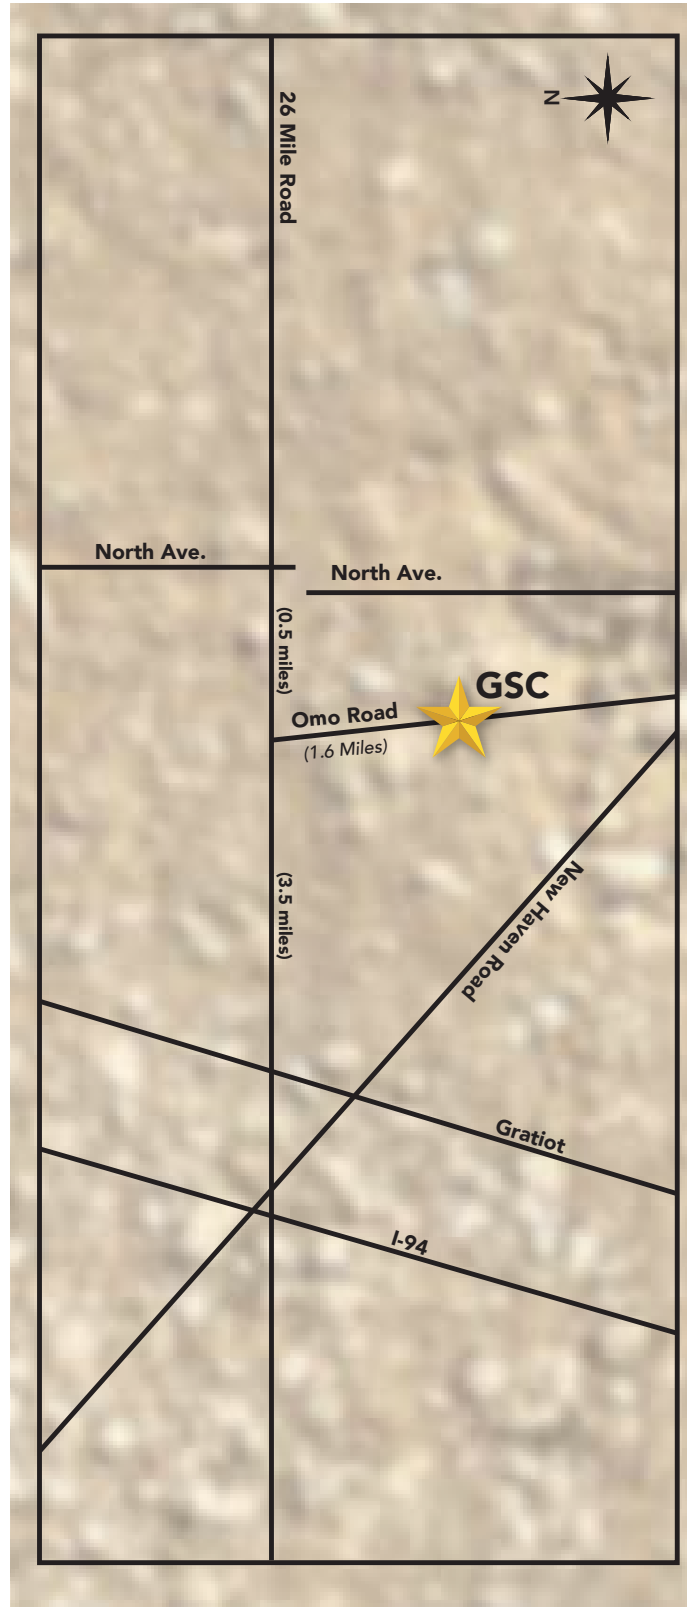 N
26 Mile Road
North Ave.
North Ave.
(0.5 miles)
GSC
Omo Road
(1.6 Miles)
(3.5 miles)
New Haven Road
Gratiot
I-94